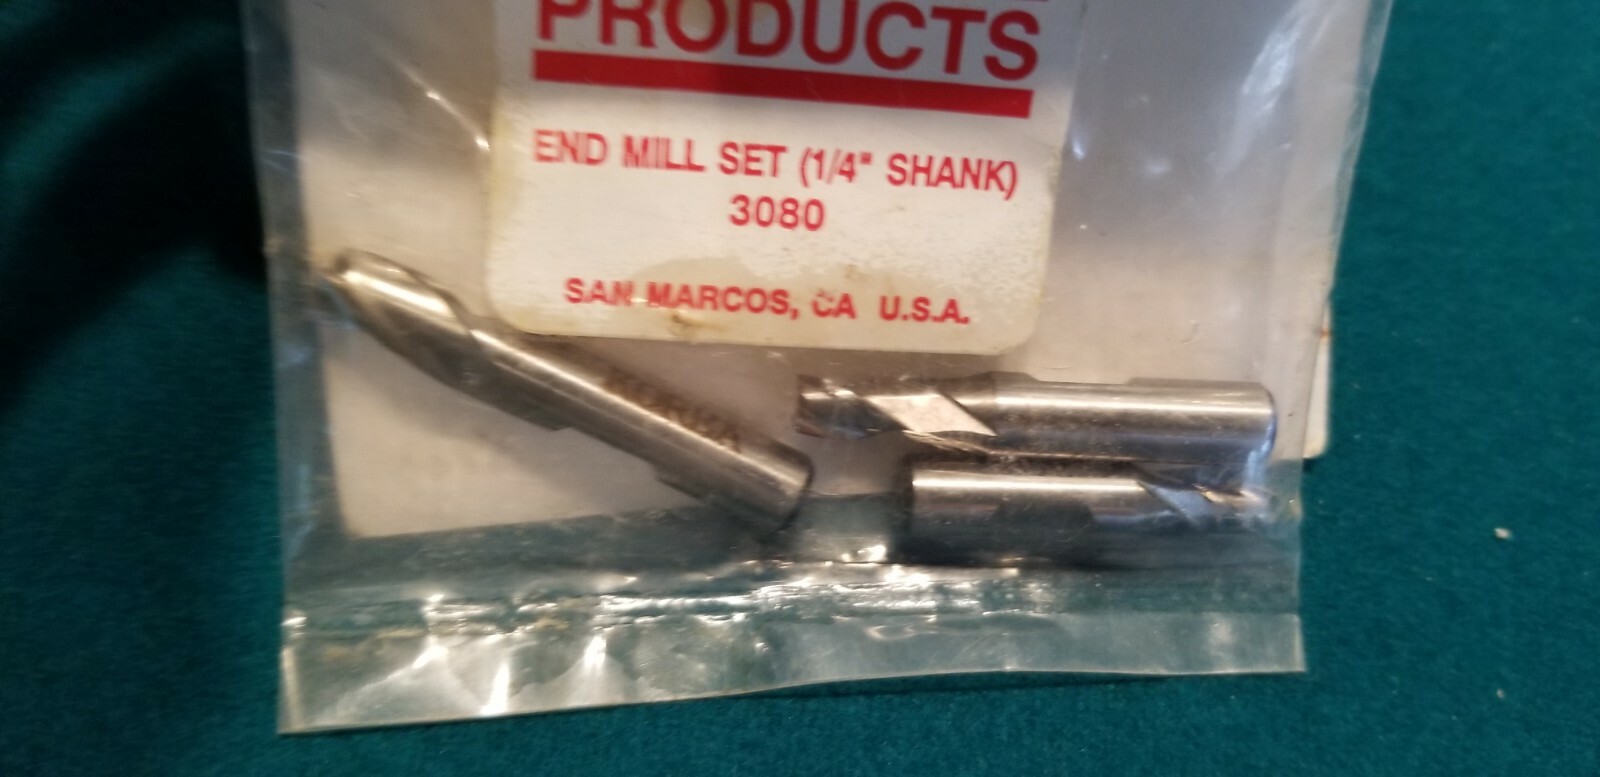 PRODUCTS
END MILL SET (1/4" SHANK)
3080
SAN MARCOS, CA U.S.A.